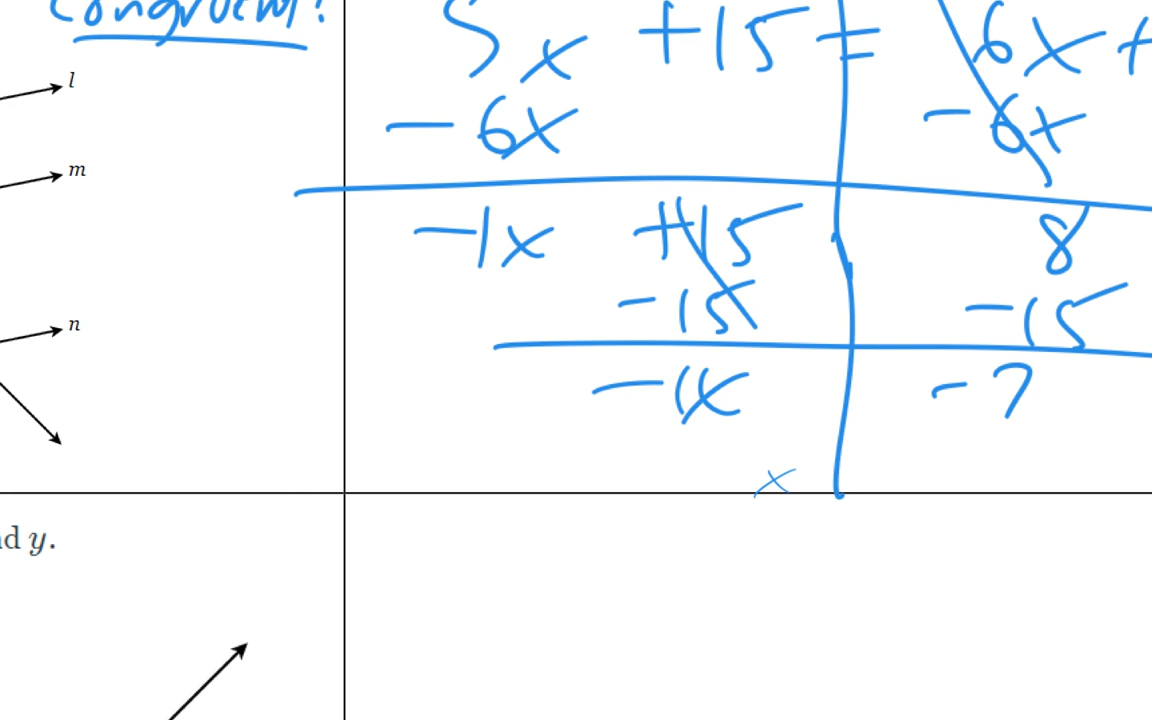 congruent!
5x +15 = 6x+
l
-6x -6x
m
-1x +15 8
-15 -15
n
-1x -7
x
nd y.